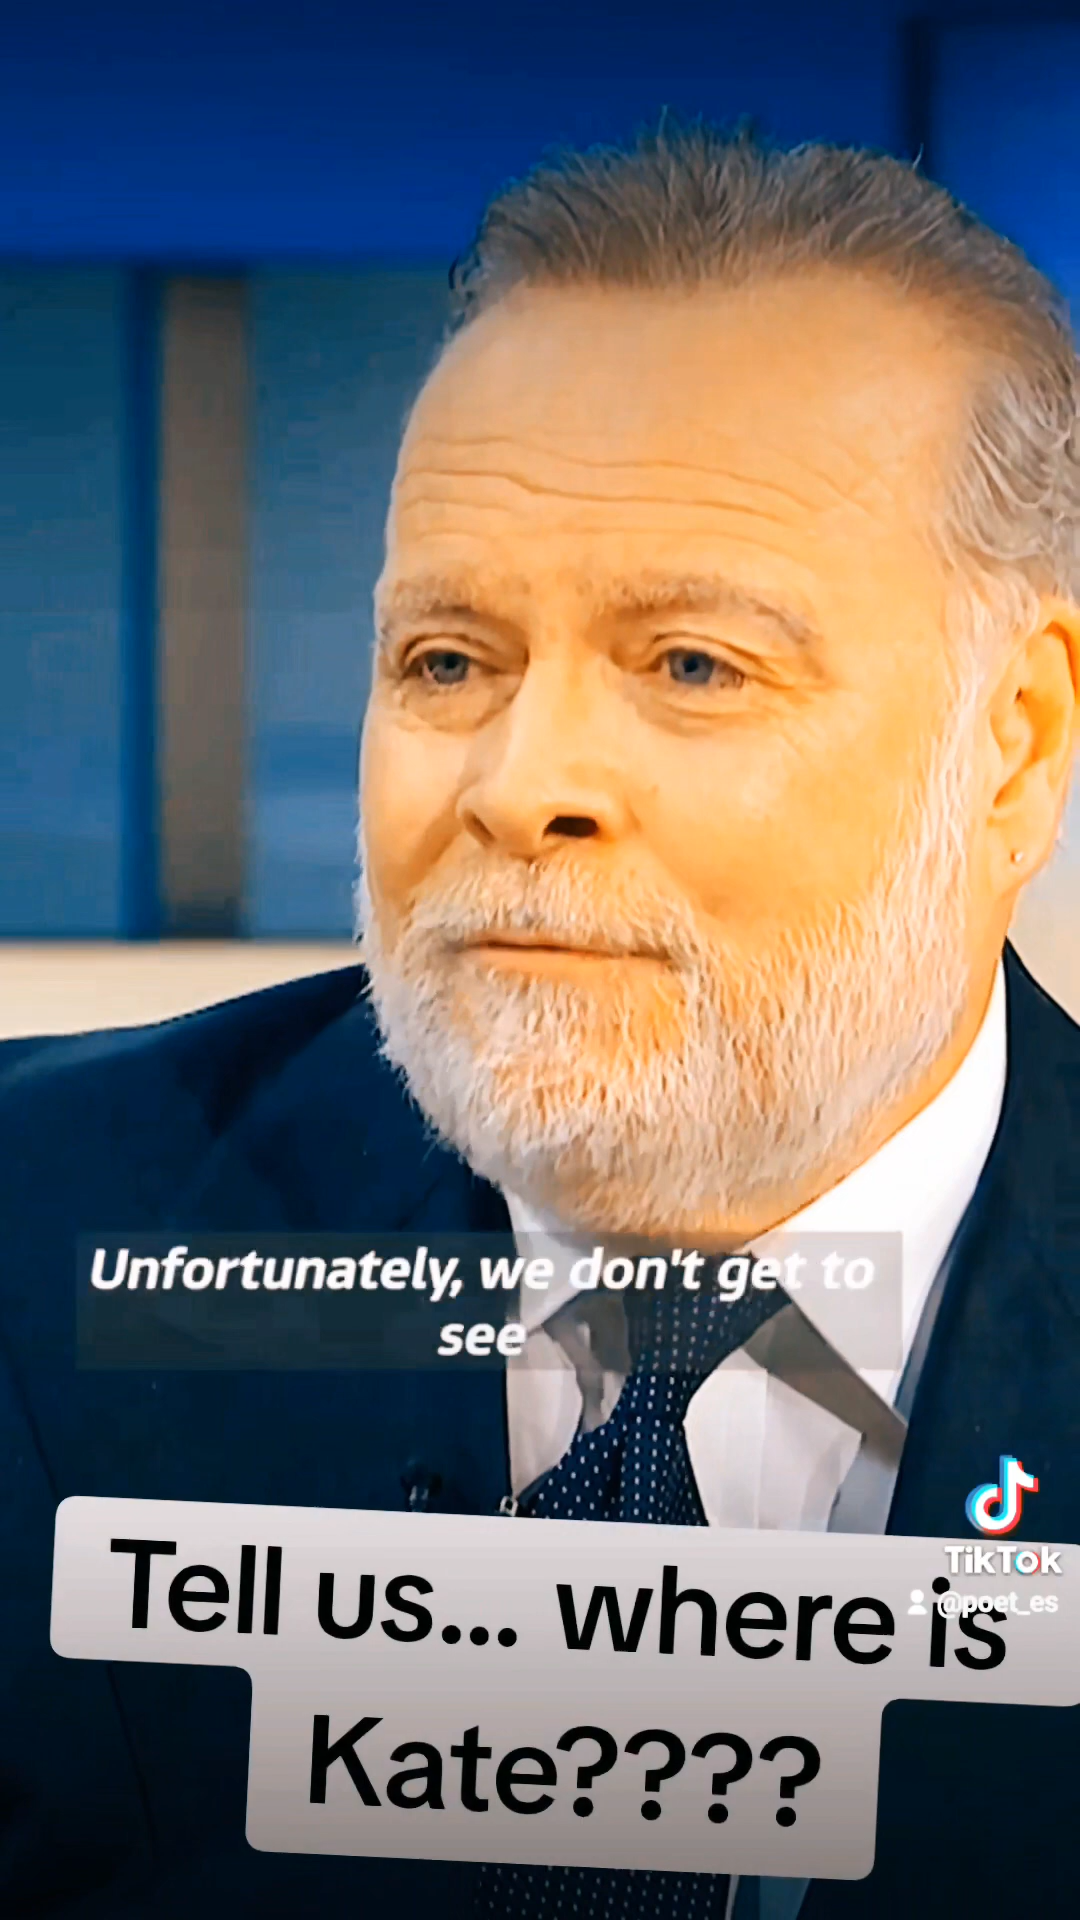 Unfortunately, we don't get to
see
Tell us... where is
Kate????
TikTok
@poet_es